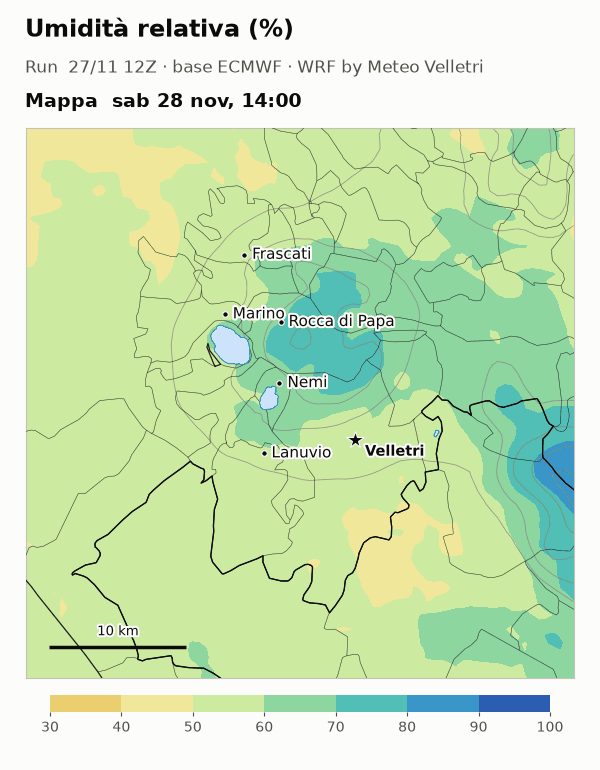 Umidità relativa (%)
Run  27/11 12Z · base ECMWF · WRF by Meteo Velletri
Mappa  sab 28 nov, 14:00
Frascati
Marino
Rocca di Papa
Nemi
Velletri
Lanuvio
10 km
30 40 50 60 70 80 90 100